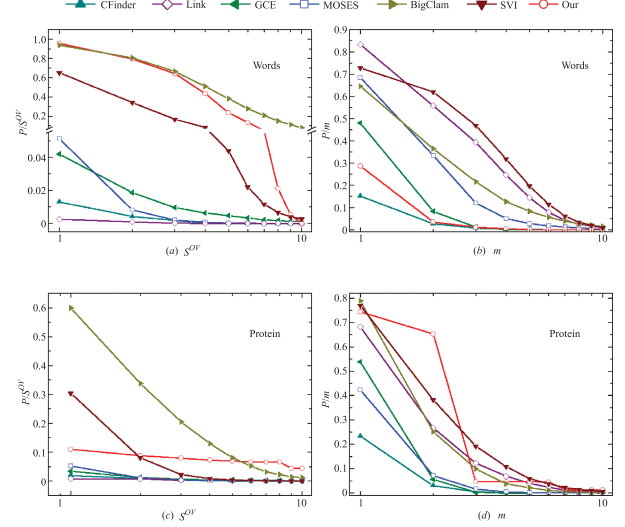 CFinder Link GCE MOSES BigClam SVI Our
1.0
0.8
0.6
0.4
0.2
0.04
0.02
0
P/S^OV
Words
1 10
(a) S^OV
0.9
0.8
0.7
0.6
0.5
0.4
0.3
0.2
0.1
0
P/m
Words
1 10
(b) m
0.6
0.5
0.4
0.3
0.2
0.1
0
P/S^OV
Protein
1 10
(c) S^OV
0.8
0.7
0.6
0.5
0.4
0.3
0.2
0.1
0
P/m
Protein
1 10
(d) m